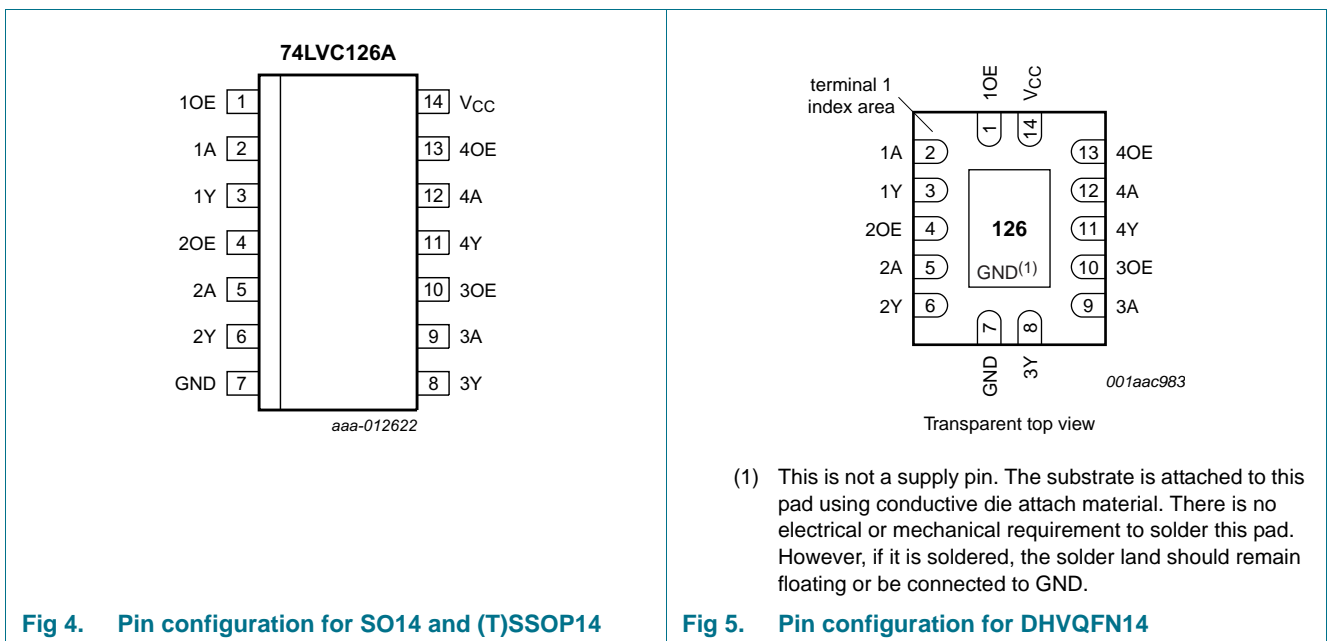 74LVC126A
1OE 1
1A 2
1Y 3
2OE 4
2A 5
2Y 6
GND 7
14 VCC
13 4OE
12 4A
11 4Y
10 3OE
9 3A
8 3Y
aaa-012622
Fig 4. Pin configuration for SO14 and (T)SSOP14
terminal 1
index area
1OE
VCC
1
14
1A 2
1Y 3
2OE 4
2A 5
2Y 6
13 4OE
12 4A
11 4Y
10 3OE
9 3A
126
GND(1)
7
8
GND
3Y
001aac983
Transparent top view
(1) This is not a supply pin. The substrate is attached to this
pad using conductive die attach material. There is no
electrical or mechanical requirement to solder this pad.
However, if it is soldered, the solder land should remain
floating or be connected to GND.
Fig 5. Pin configuration for DHVQFN14